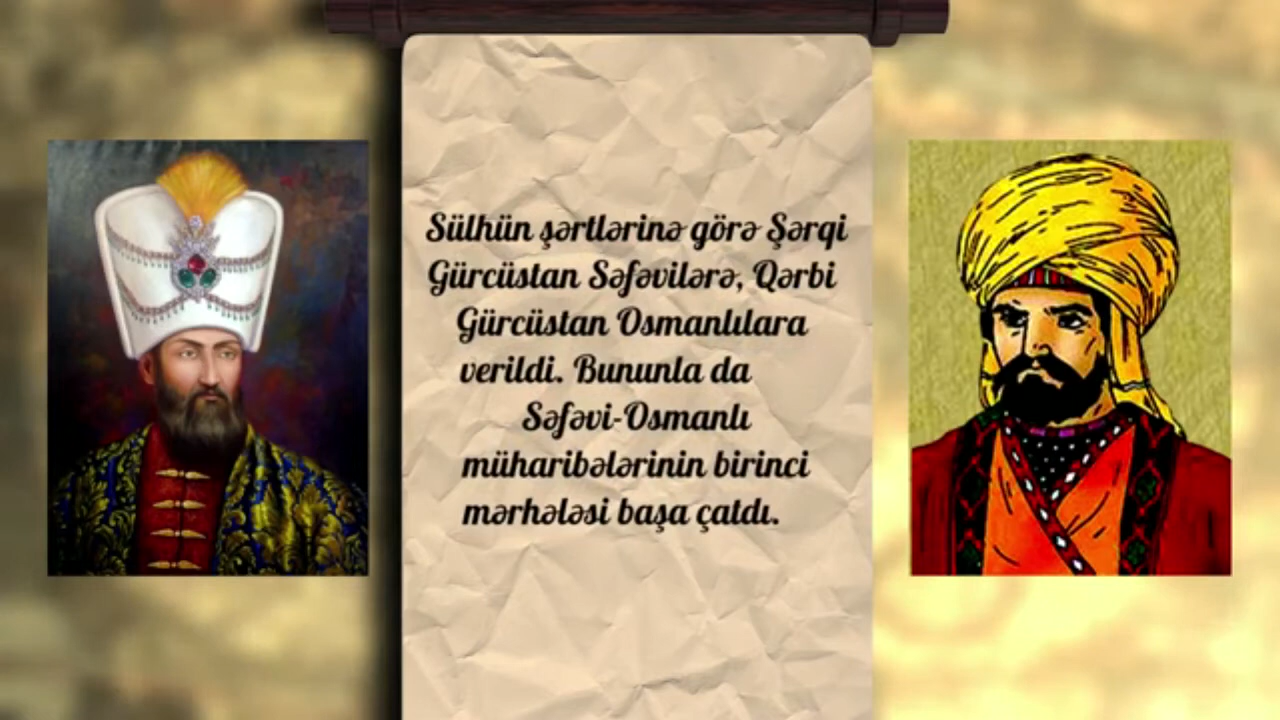 Sülhün şərtlərinə görə Şərqi
Gürcüstan Səfəvilərə, Qərbi
Gürcüstan Osmanlılara
verildi. Bununla da
Səfəvi-Osmanlı
müharibələrinin birinci
mərhələsi başa çatdı.